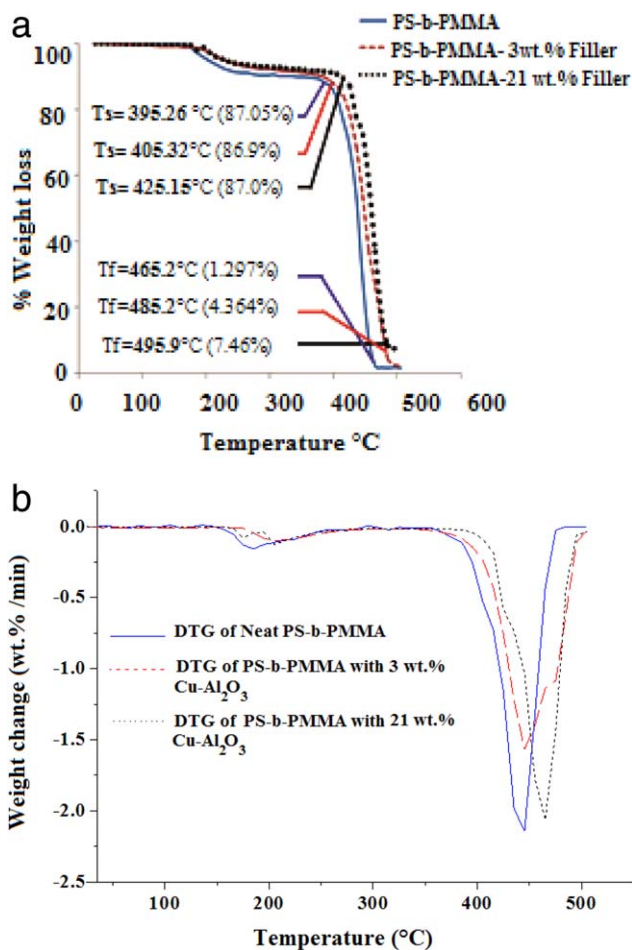 a
PS-b-PMMA
PS-b-PMMA- 3wt.% Filler
PS-b-PMMA-21 wt.% Filler
% Weight loss
100
80
60
40
20
0
Ts= 395.26 °C (87.05%)
Ts= 405.32 °C (86.9%)
Ts= 425.15°C (87.0%)
Tf=465.2°C (1.297%)
Tf=485.2°C (4.364%)
Tf=495.9°C (7.46%)
0 100 200 300 400 500 600
Temperature °C
b
Weight change (wt.% /min)
0.0
-0.5
-1.0
-1.5
-2.0
-2.5
DTG of Neat PS-b-PMMA
DTG of PS-b-PMMA with 3 wt.%
Cu-Al₂O₃
DTG of PS-b-PMMA with 21 wt.%
Cu-Al₂O₃
100 200 300 400 500
Temperature (°C)